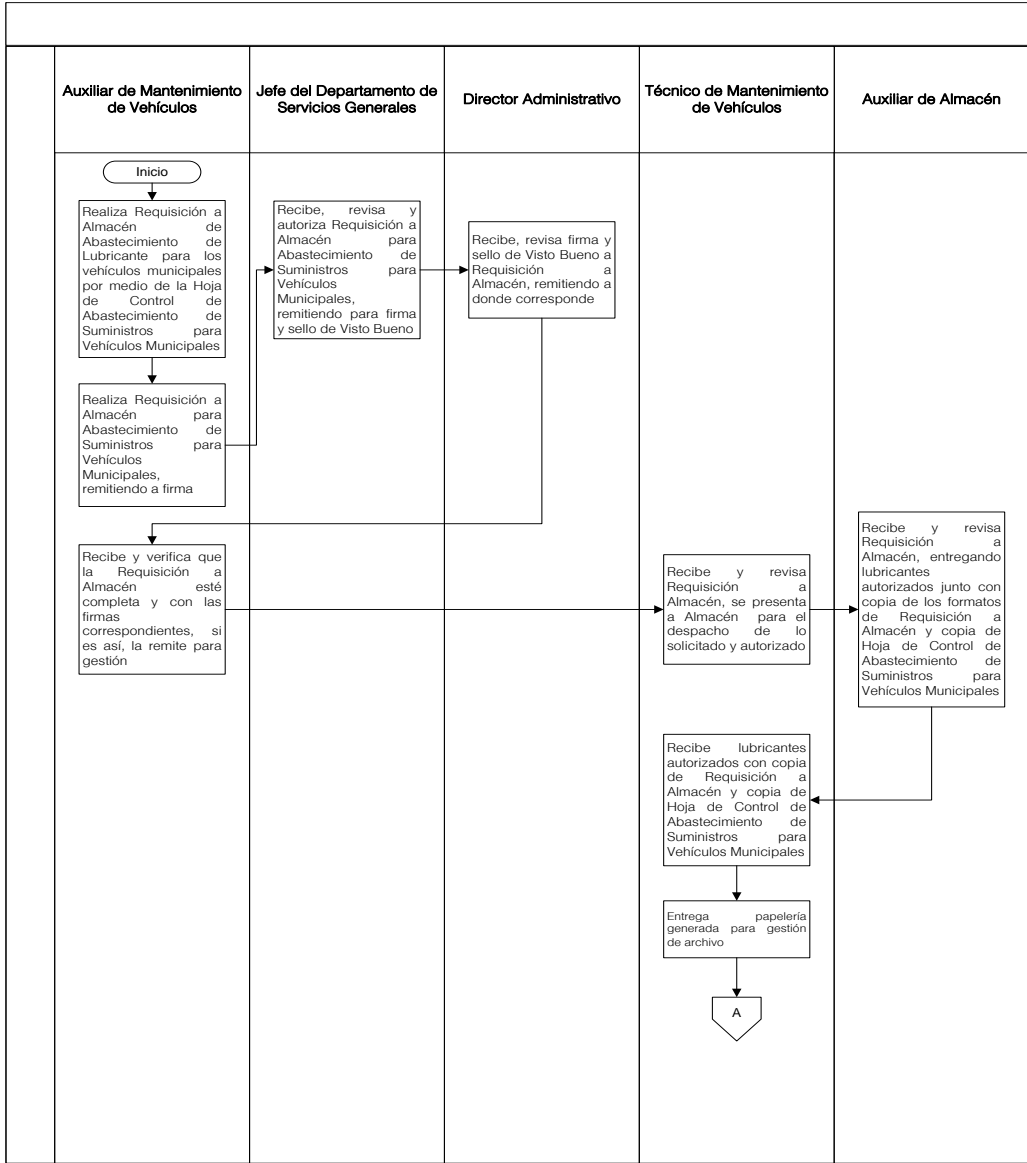 Auxiliar de Mantenimiento
de Vehículos
Jefe del Departamento de
Servicios Generales
Director Administrativo
Técnico de Mantenimiento
de Vehículos
Auxiliar de Almacén
Inicio
Realiza Requisición a
Almacén de
Abastecimiento de
Lubricante para los
vehículos municipales
por medio de la Hoja
de Control de
Abastecimiento de
Suministros para
Vehículos Municipales
Realiza Requisición a
Almacén para
Abastecimiento de
Suministros para
Vehículos
Municipales,
remitiendo a firma
Recibe, revisa y
autoriza Requisición a
Almacén para
Abastecimiento de
Suministros para
Vehículos
Municipales,
remitiendo para firma
y sello de Visto Bueno
Recibe, revisa firma y
sello de Visto Bueno a
Requisición a
Almacén, remitiendo a
donde corresponde
Recibe y verifica que
la Requisición a
Almacén esté
completa y con las
firmas
correspondientes, si
es así, la remite para
gestión
Recibe y revisa
Requisición a
Almacén, se presenta
a Almacén para el
despacho de lo
solicitado y autorizado
Recibe y revisa
Requisición a
Almacén, entregando
lubricantes
autorizados junto con
copia de los formatos
de Requisición a
Almacén y copia de
Hoja de Control de
Abastecimiento de
Suministros para
Vehículos Municipales
Recibe lubricantes
autorizados con copia
de Requisición a
Almacén y copia de
Hoja de Control de
Abastecimiento de
Suministros para
Vehículos Municipales
Entrega papelería
generada para gestión
de archivo
A